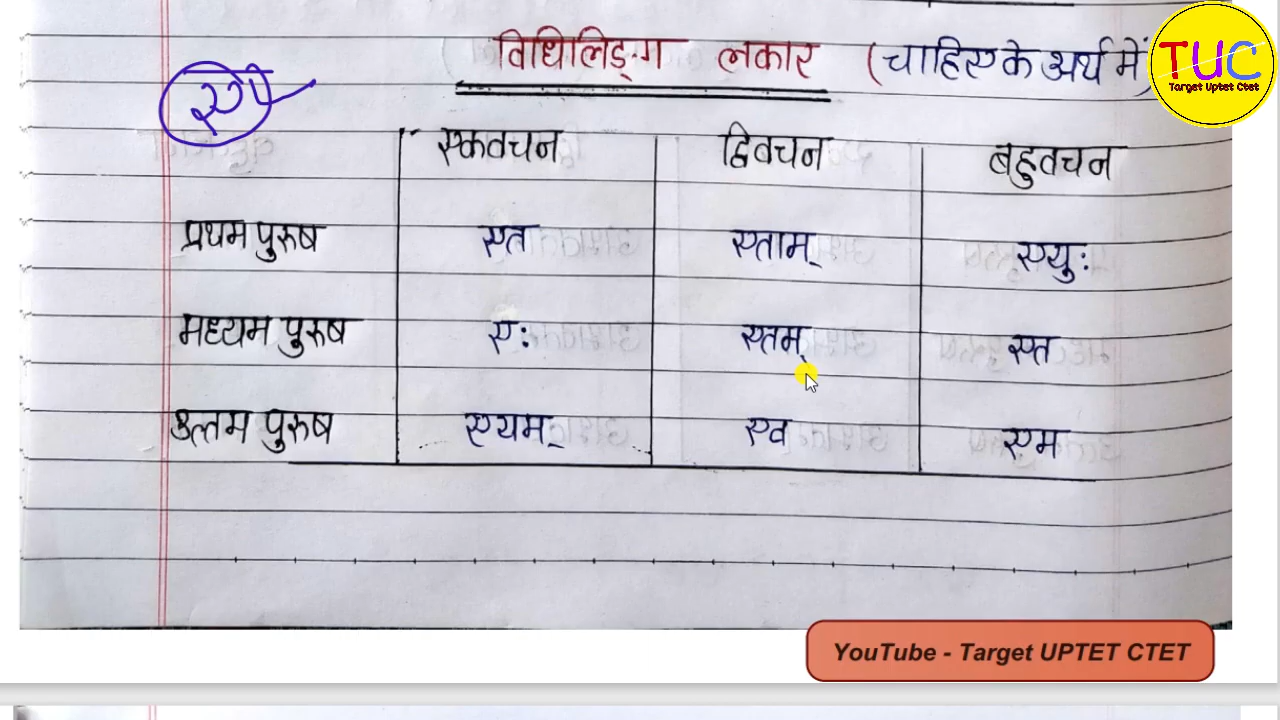 विधिलिङ्ग लकार (चाहिए के अर्थ में)
TUC
Target Uptet Ctet
एकवचन द्विवचन बहुवचन
प्रथम पुरुष एत एताम् एयुः
मध्यम पुरुष एः एतम् एत
उत्तम पुरुष एयम् एव एम
YouTube - Target UPTET CTET